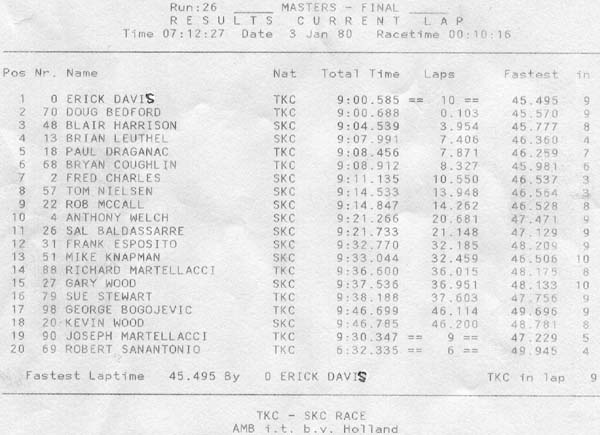 Run:26 ____ MASTERS - FINAL ____
RESULTS CURRENT LAP
Time 07:12:27 Date 3 Jan 80 Racetime 00:10:16
Pos Nr. Name Nat Total Time Laps Fastest in
1 0 ERICK DAVIS TKC 9:00.585 == 10 == 45.495 9
2 70 DOUG BEDFORD TKC 9:00.688 0.103 45.570 9
3 48 BLAIR HARRISON SKC 9:04.539 3.954 45.777 8
4 13 BRIAN LEUTHEL SKC 9:07.991 7.406 46.360 4
5 18 PAUL DRAGANAC TKC 9:08.456 7.871 46.259 7
6 68 BRYAN COUGHLIN TKC 9:08.912 8.327 45.981 6
7 2 FRED CHARLES SKC 9:11.135 10.550 46.537 3
8 57 TOM NIELSEN SKC 9:14.533 13.948 46.564 3
9 22 ROB MCCALL SKC 9:14.847 14.262 46.528 8
10 4 ANTHONY WELCH SKC 9:21.266 20.681 47.471 9
11 26 SAL BALDASSARRE SKC 9:21.733 21.148 47.129 9
12 31 FRANK ESPOSITO SKC 9:32.770 32.185 48.209 9
13 51 MIKE KNAPMAN SKC 9:33.044 32.459 46.506 10
14 88 RICHARD MARTELLACCI TKC 9:36.600 36.015 48.175 8
15 27 GARY WOOD SKC 9:37.536 36.951 48.133 10
16 79 SUE STEWART TKC 9:38.188 37.603 47.756 9
17 98 GEORGE BOGOJEVIC TKC 9:46.699 46.114 49.696 9
18 20 KEVIN WOOD SKC 9:46.785 46.200 48.781 8
19 90 JOSEPH MARTELLACCI TKC 9:30.347 == 9 == 47.229 5
20 69 ROBERT SANANTONIO TKC 6:32.335 == 6 == 49.945 4
Fastest Laptime 45.495 By 0 ERICK DAVIS TKC in lap 9
TKC - SKC RACE
AMB i.t. b.v. Holland